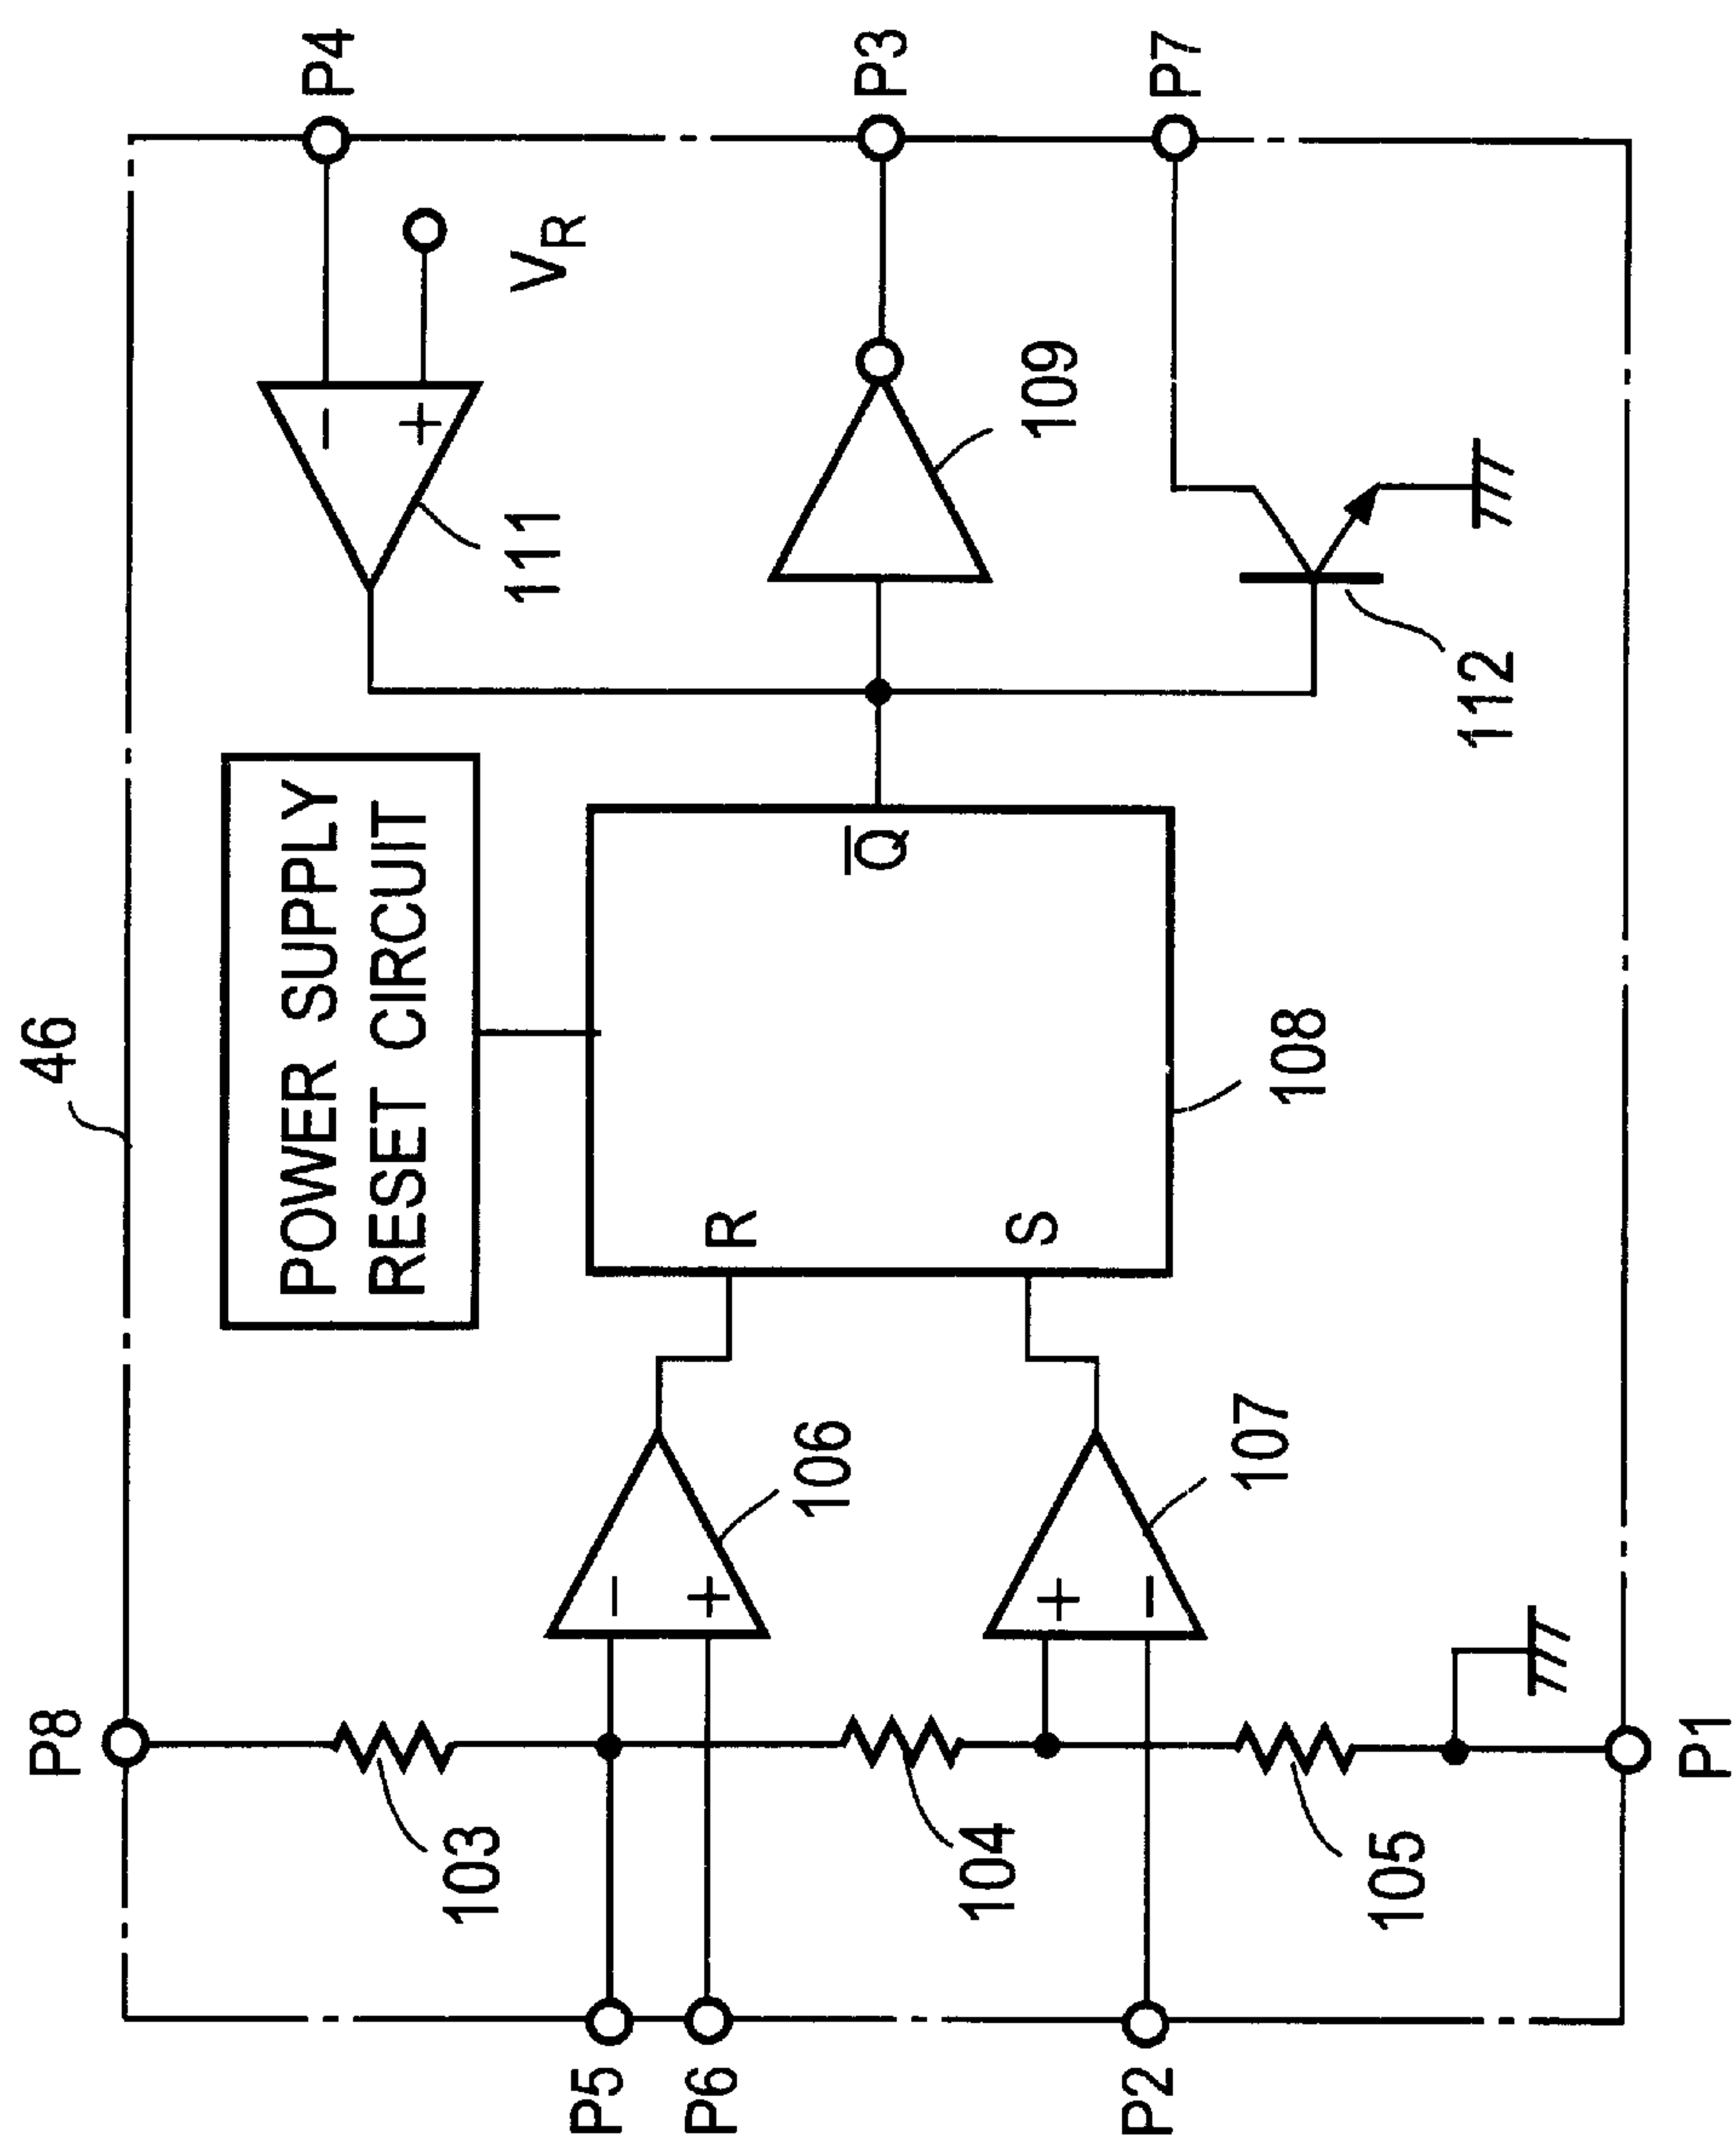 46
P8
P4
POWER SUPPLY
RESET CIRCUIT
103
−
+
VR
111
P5
P6
−
+
R
Q̅
P3
106
109
104
+
−
S
P2
107
108
P7
105
112
P1